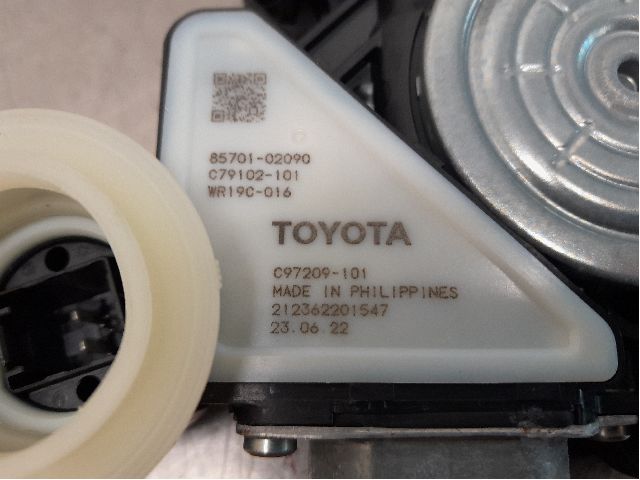 85701-02090
C79102-101
WR19C-016
TOYOTA
C97209-101
MADE IN PHILIPPINES
212362201547
23.06.22